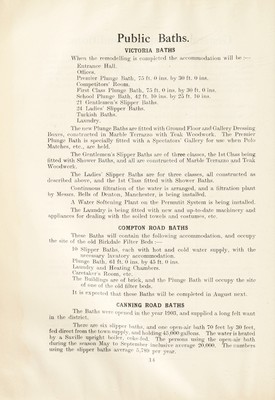 Public Baths.
VICTORIA BATHS
When the remodelling is completed the accommodation will be :—
Entrance Hall.
Offices.
Premier Plunge Bath, 75 ft. 0 ins. by 30 ft. 0 ins.
Competitors' Room.
First Class Plunge Bath, 75 ft. 0 ins. by 30 ft. 0 ins.
School Plunge Bath, 42 ft. 10 ins. by 25 ft. 10 ins.
21 Gentlemen's Slipper Baths
24 Ladies' Slipper Baths.
Turkish Baths.
Laundry.
The new Plunge Baths are fitted with Ground Floor and Gallery Dressing
Boxes, constructed in Marble Terrazzo with Teak Woodwork. The Premier
Plunge Bath is specially fitted with a Spectators' Gallery for use when Polo
Matches, etc., are held.
The Gentlemen's Slipper Baths are of three classes, the 1st Class being
fitted with Shower Baths, and all are constructed of Marble Terrazzo and Teak
Woodwork.
The Ladies' Slipper Baths are for three classes, all constructed as
described above, and the 1st Class fitted with Shower Baths.
Continuous filtration of the water is arranged, and a filtration plant
by Messrs. Bells of Denton, Manchester, is being installed.
A Water Softening Plant on the Permutit System is being installed.
The Laundry is being fitted with new and up-to-date machinery and
appliances for dealing with the soiled towels and costumes, etc.
COMPTON ROAD BATHS
These Baths will contain the following accommodation, and occupy
the site of the old Birkdale Filter Beds :—
10 Slipper Baths, each with hot and cold water supply, with the
necessary lavatory accommodation.
Plunge Bath, 61 ft. 0 ins. by 45 ft. 0 ins.
Laundry and Heating Chambers.
Caretaker's Room, etc.
The Buildings are of brick, and the Plunge Bath will occupy the site
of one of the old filter beds.
It is expected that these Baths will be completed in August next.
CANNING ROAD BATHS
The Baths were opened in the year 1903, and supplied a long felt want
in the district.
There are six slipper baths, and one open-air bath 70 feet by 30 feet,
fed direct from the town supply, and holding 45,000 gallons. The water is heated
by a Saville upright boiler, coke fed. The persons using the open-air bath
during the season May to September inclusive average 20,000. The numbers
using the slipper baths average 3,789 per year.
14